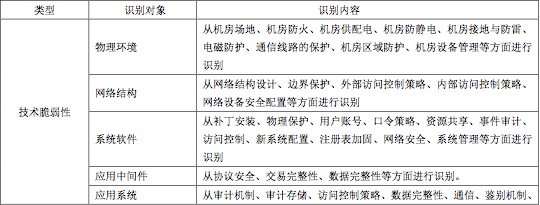 类型 识别对象 识别内容
技术脆弱性
物理环境
从机房场地、机房防火、机房供配电、机房防静电、机房接地与防雷、
电磁防护、通信线路的保护、机房区域防护、机房设备管理等方面进行
识别
网络结构
从网络结构设计、边界保护、外部访问控制策略、内部访问控制策略、
网络设备安全配置等方面进行识别
系统软件
从补丁安装、物理保护、用户账号、口令策略、资源共享、事件审计、
访问控制、新系统配置、注册表加固、网络安全、系统管理等方面进行
识别
应用中间件
从协议安全、交易完整性、数据完整性等方面进行识别。
应用系统
从审计机制、审计存储、访问控制策略、数据完整性、通信、鉴别机制、